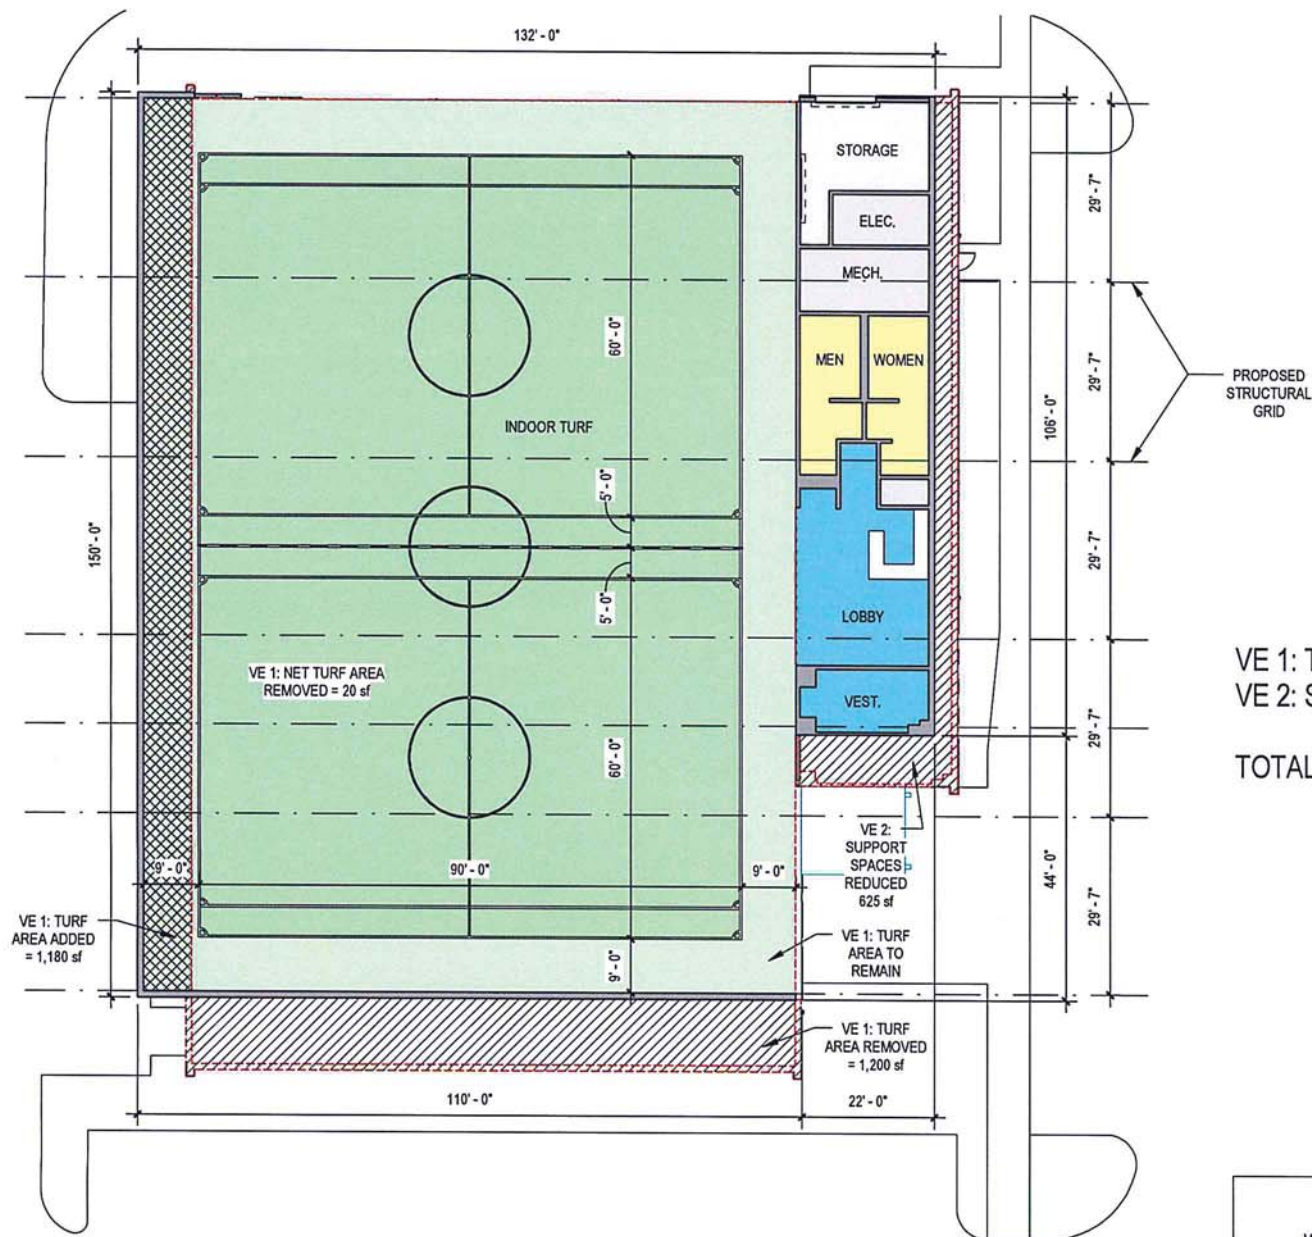 132' - 0"
STORAGE
ELEC.
MECH.
MEN
WOMEN
29' - 7"
29' - 7"
106' - 0"
PROPOSED
STRUCTURAL
GRID
60' - 0"
INDOOR TURF
5' - 0"
150' - 0"
29' - 7"
5' - 0"
LOBBY
VE 1: NET TURF AREA
REMOVED = 20 sf
VEST.
29' - 7"
60' - 0"
VE 1:
VE 2:
TOTAL
9' - 0"
90' - 0"
9' - 0"
VE 2:
SUPPORT
SPACES
REDUCED
625 sf
44' - 0"
29' - 7"
VE 1: TURF
AREA ADDED
= 1,180 sf
VE 1: TURF
AREA TO
REMAIN
9' - 0"
VE 1: TURF
AREA REMOVED
= 1,200 sf
110' - 0"
22' - 0"